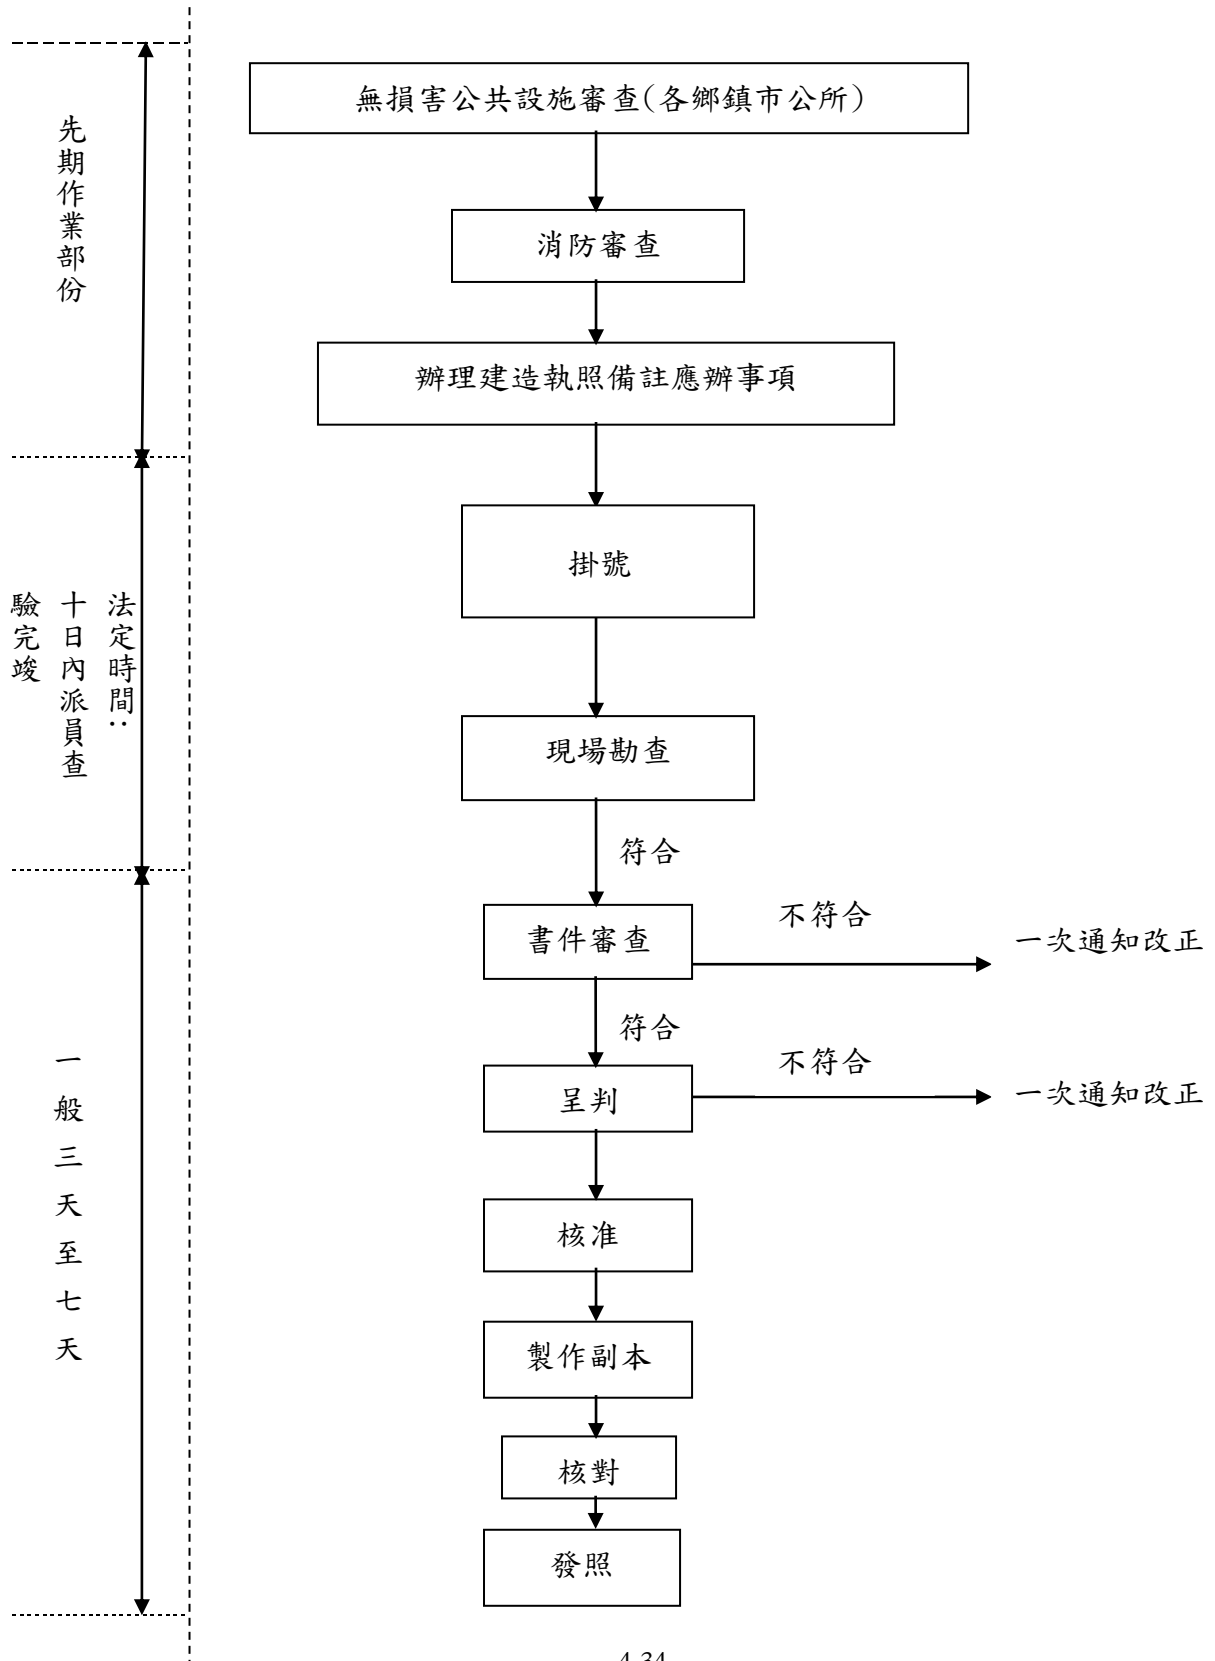 無損害公共設施審查(各鄉鎮市公所)
先期作業部份
消防審查
辦理建造執照備註應辦事項
掛號
法定時間:
十日內派員查
驗完竣
現場勘查
符合
書件審查
不符合
一次通知改正
符合
呈判
不符合
一次通知改正
一般三天至七天
核准
製作副本
核對
發照
4-34